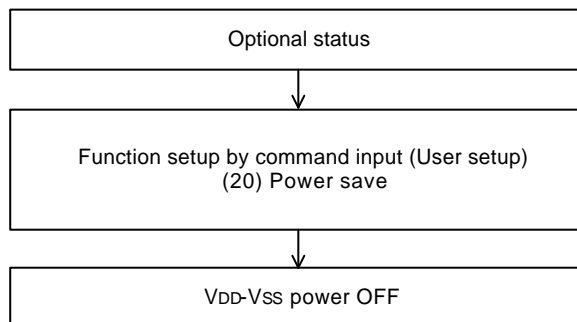 Optional status
Function setup by command input (User setup)
(20) Power save
VDD-VSS power OFF